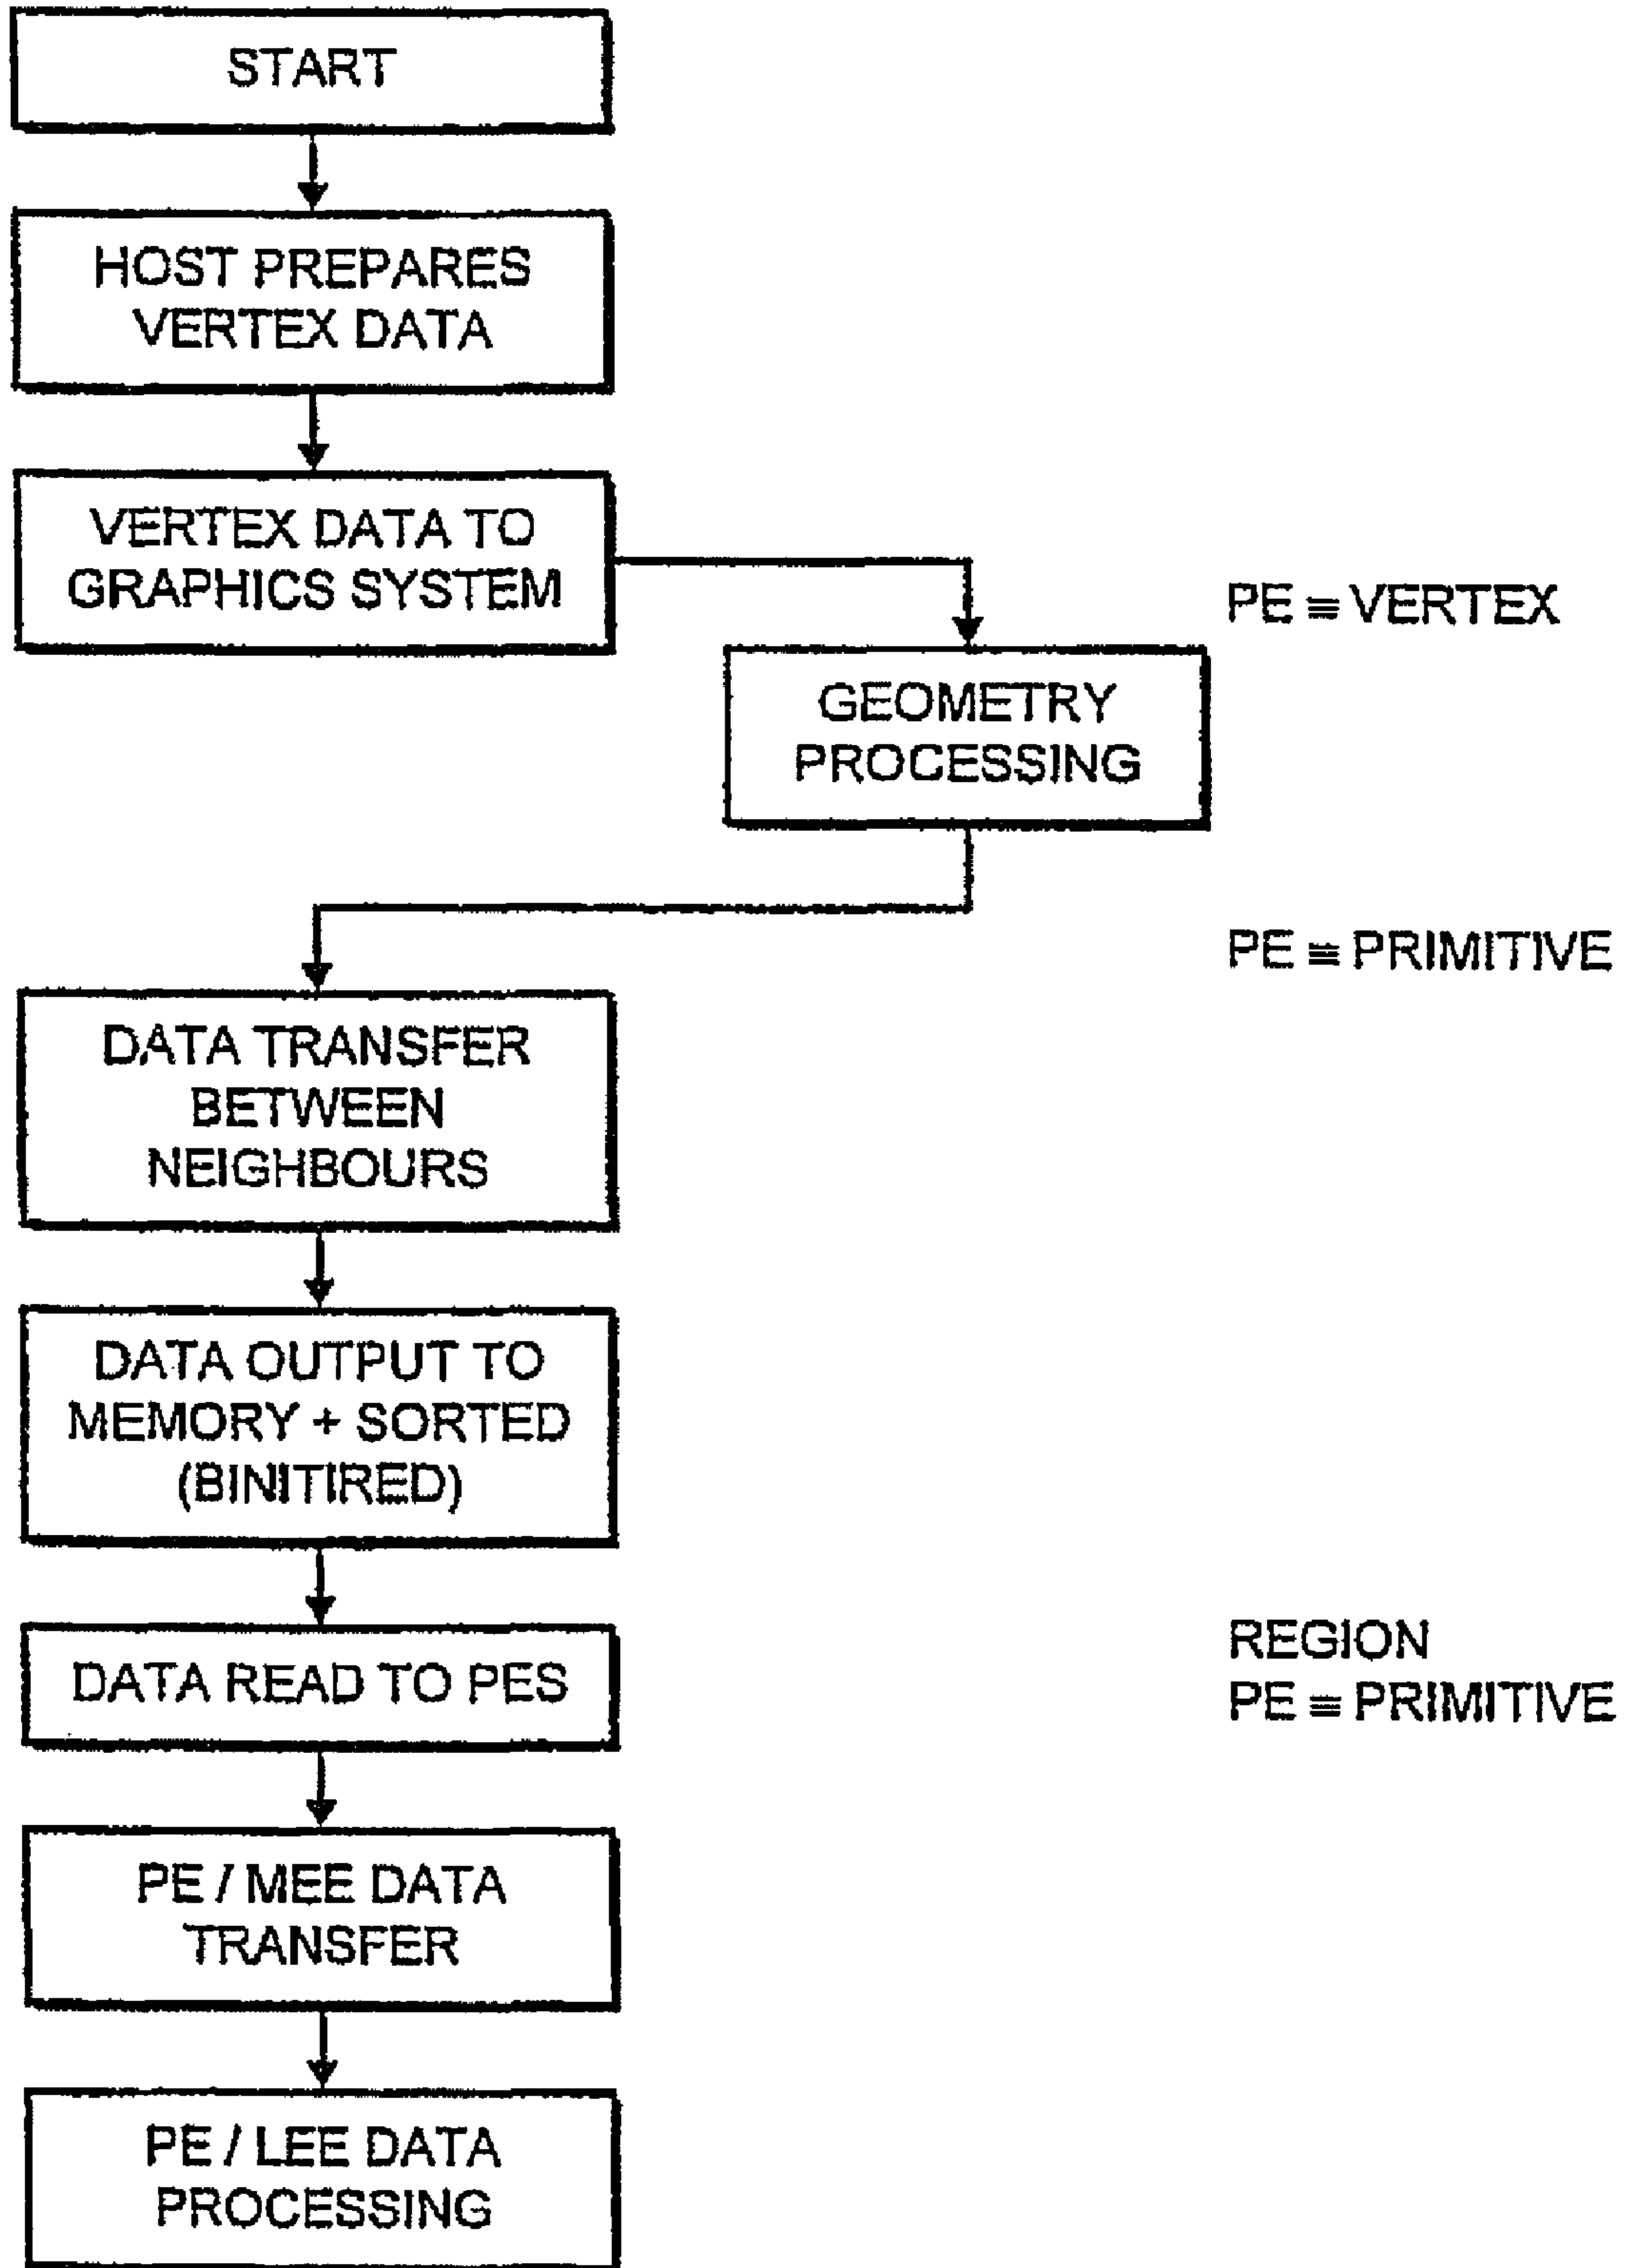 START
HOST PREPARES
VERTEX DATA
VERTEX DATA TO
GRAPHICS SYSTEM
PE ≡ VERTEX
GEOMETRY
PROCESSING
PE ≡ PRIMITIVE
DATA TRANSFER
BETWEEN
NEIGHBOURS
DATA OUTPUT TO
MEMORY + SORTED
(BINITIRED)
DATA READ TO PES
REGION
PE ≡ PRIMITIVE
PE / MEE DATA
TRANSFER
PE / LEE DATA
PROCESSING